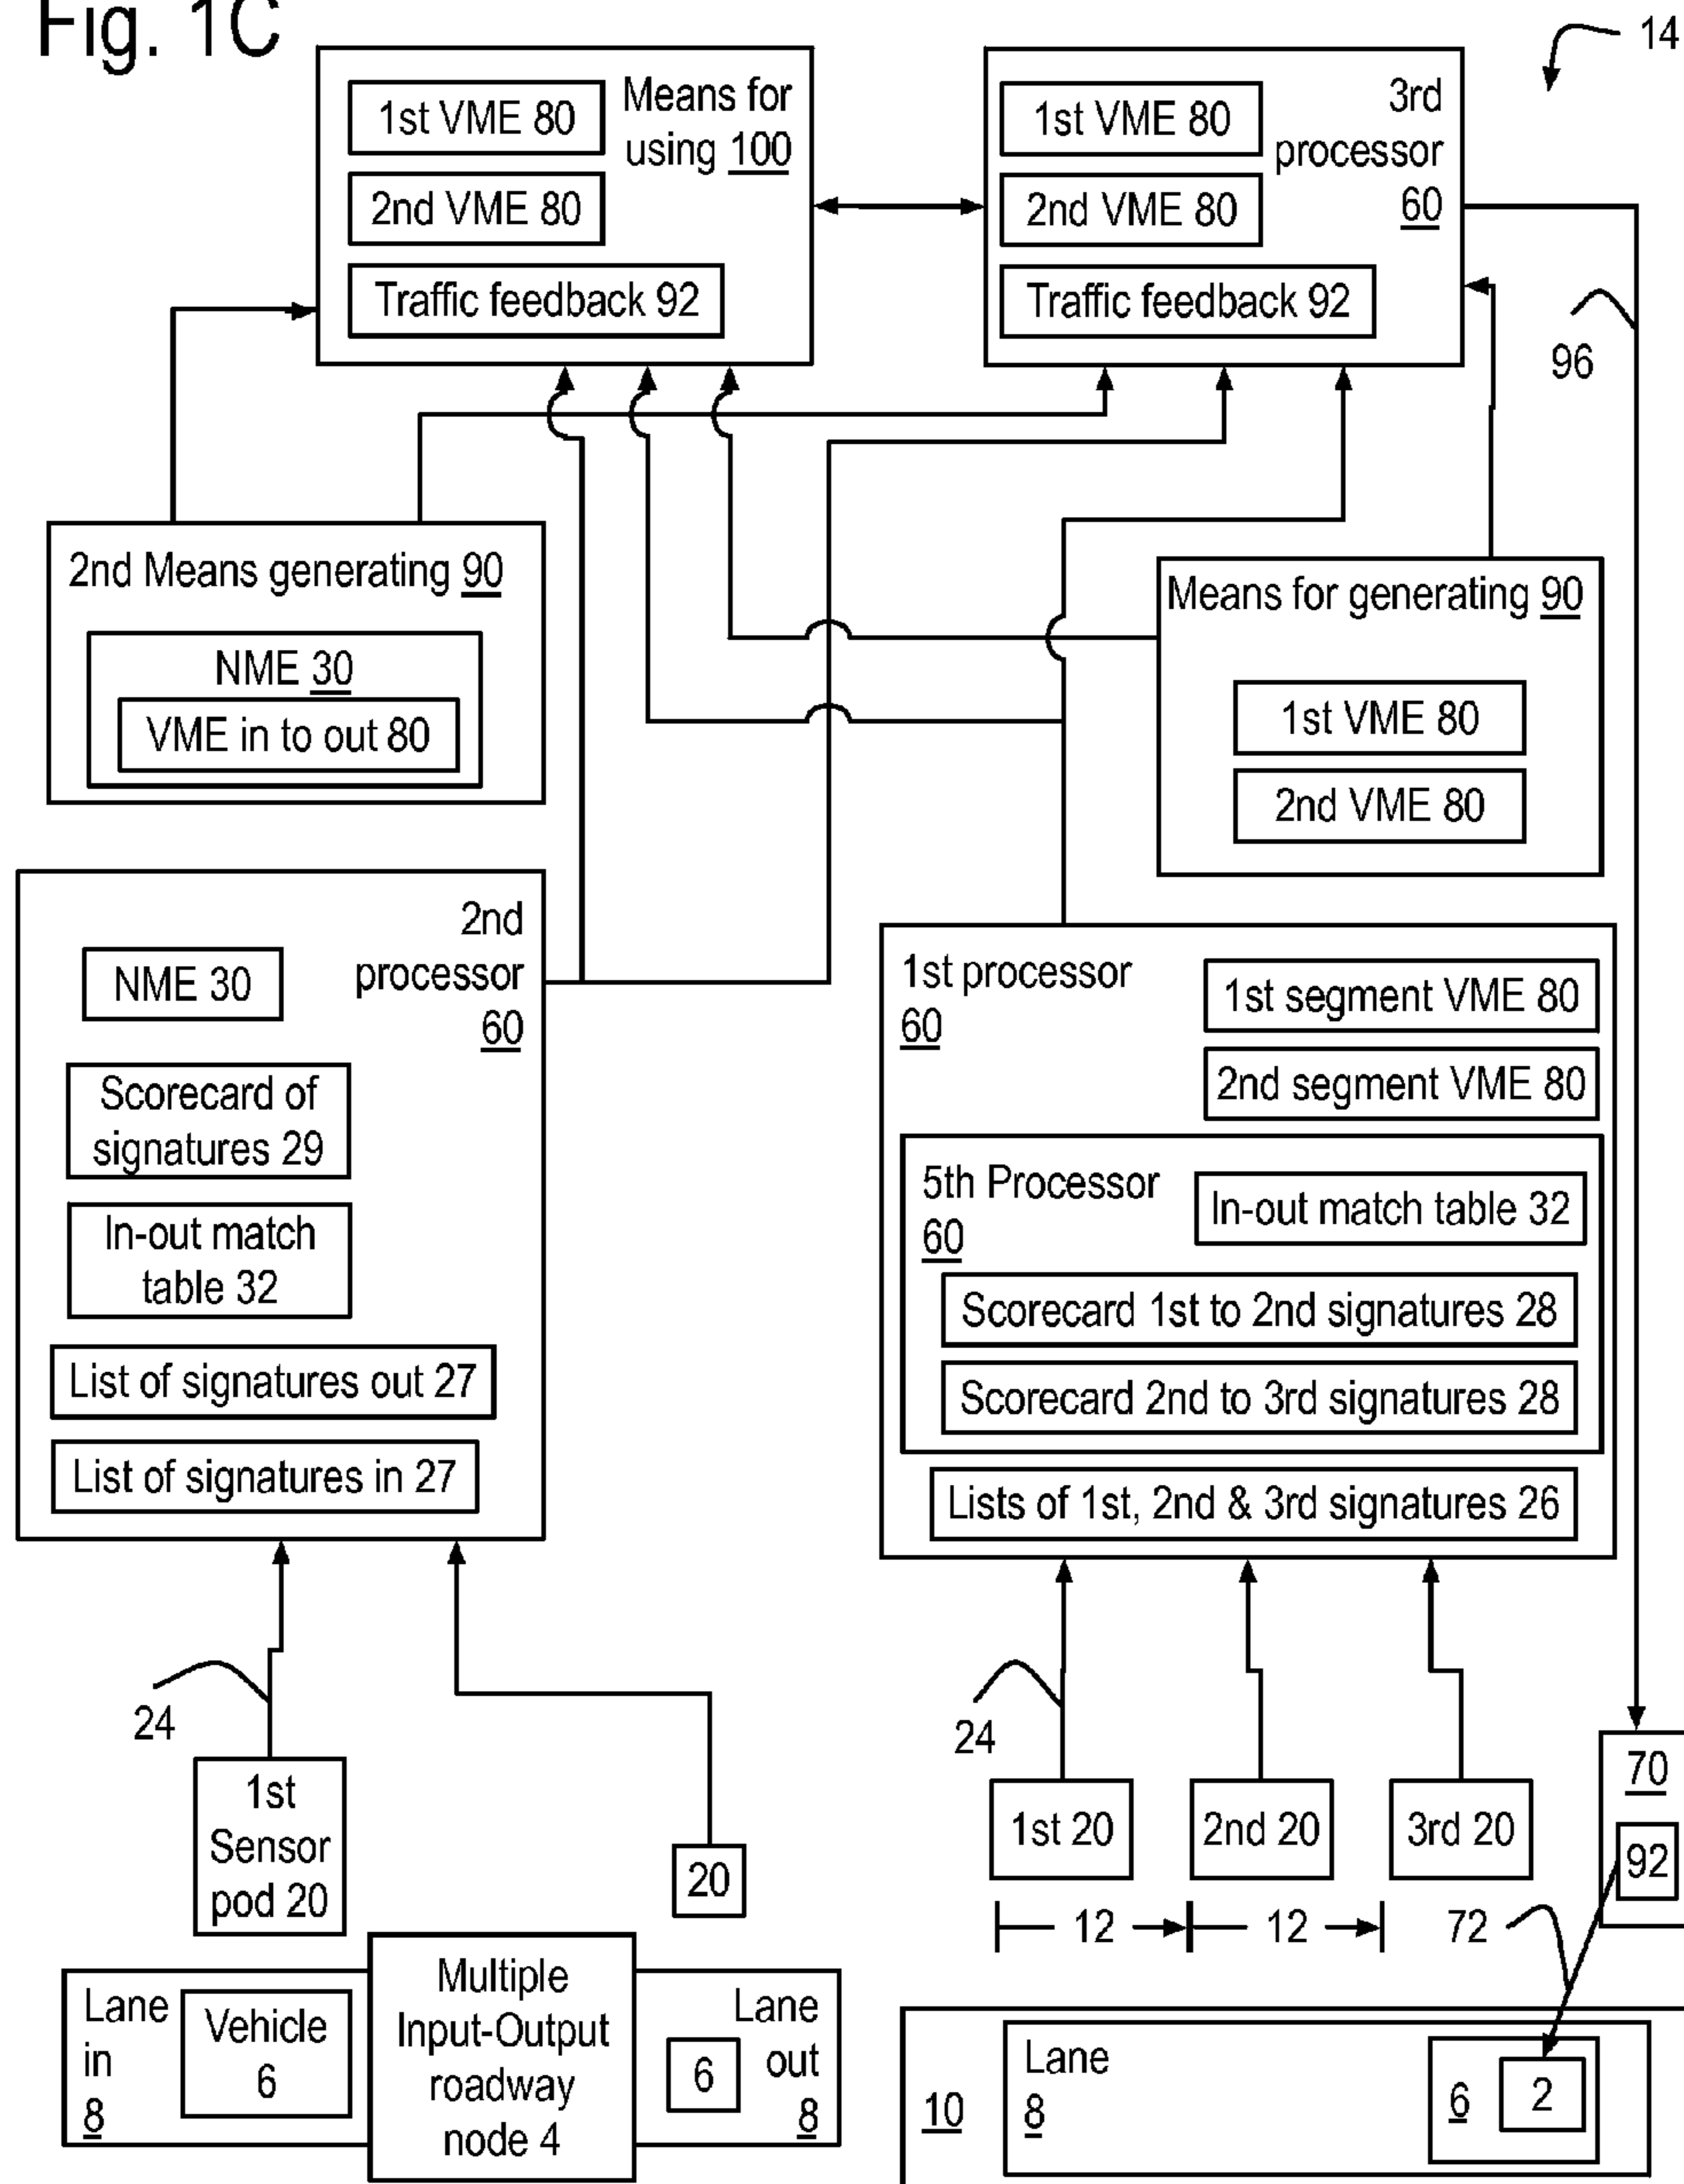 Fig. 1C
14
1st VME 80
Means for
using 100
2nd VME 80
Traffic feedback 92
1st VME 80
3rd
processor
60
2nd VME 80
Traffic feedback 92
96
2nd Means generating 90
NME 30
VME in to out 80
Means for generating 90
1st VME 80
2nd VME 80
2nd
processor
60
NME 30
Scorecard of
signatures 29
In-out match
table 32
List of signatures out 27
List of signatures in 27
1st processor
60
1st segment VME 80
2nd segment VME 80
5th Processor
60
In-out match table 32
Scorecard 1st to 2nd signatures 28
Scorecard 2nd to 3rd signatures 28
Lists of 1st, 2nd & 3rd signatures 26
24
24
1st
Sensor
pod 20
20
1st 20
2nd 20
3rd 20
70
92
12
12
72
Lane
in
8
Vehicle
6
Multiple
Input-Output
roadway
node 4
6
Lane
out
8
10
Lane
8
6
2